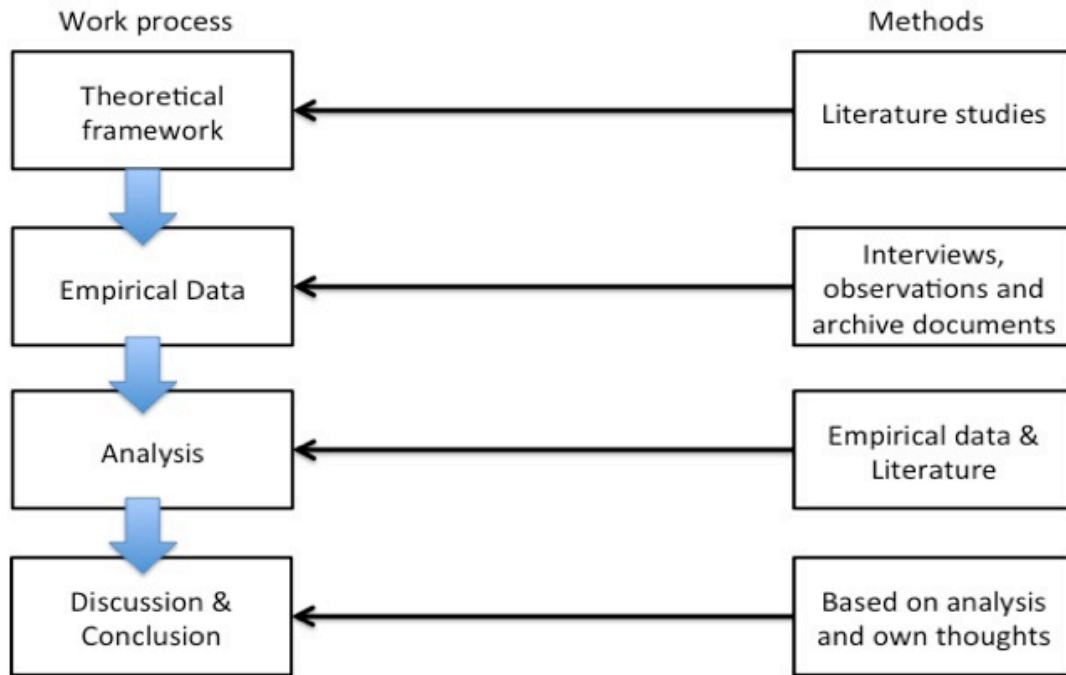 Work process
Methods
Theoretical
framework
Literature studies
Empirical Data
Interviews,
observations and
archive documents
Analysis
Empirical data &
Literature
Discussion &
Conclusion
Based on analysis
and own thoughts